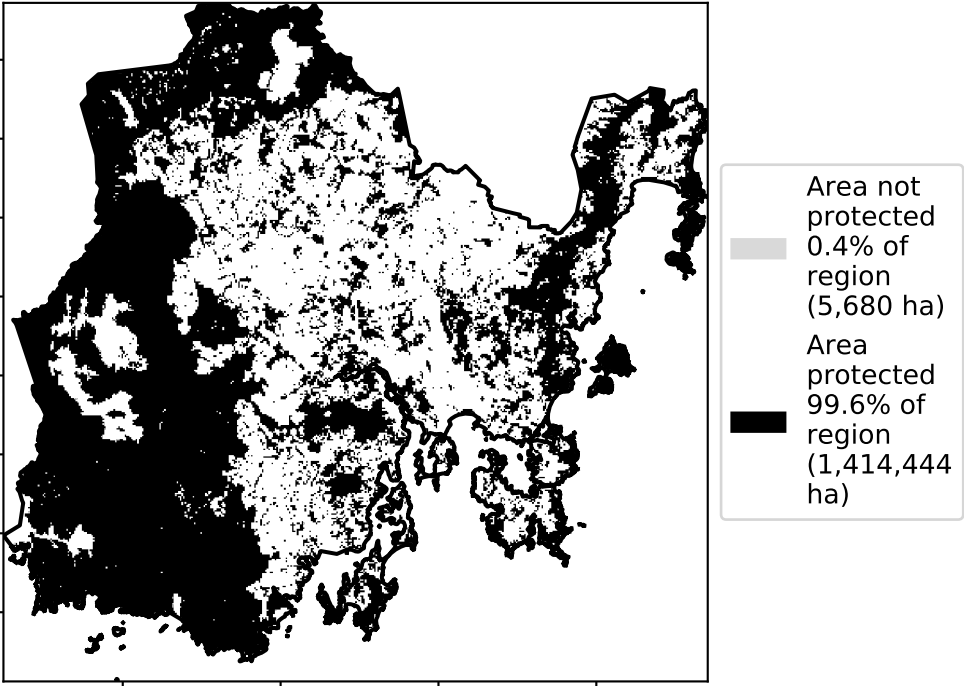 Area not
protected
0.4% of
region
(5,680 ha)
Area
protected
99.6% of
region
(1,414,444
ha)